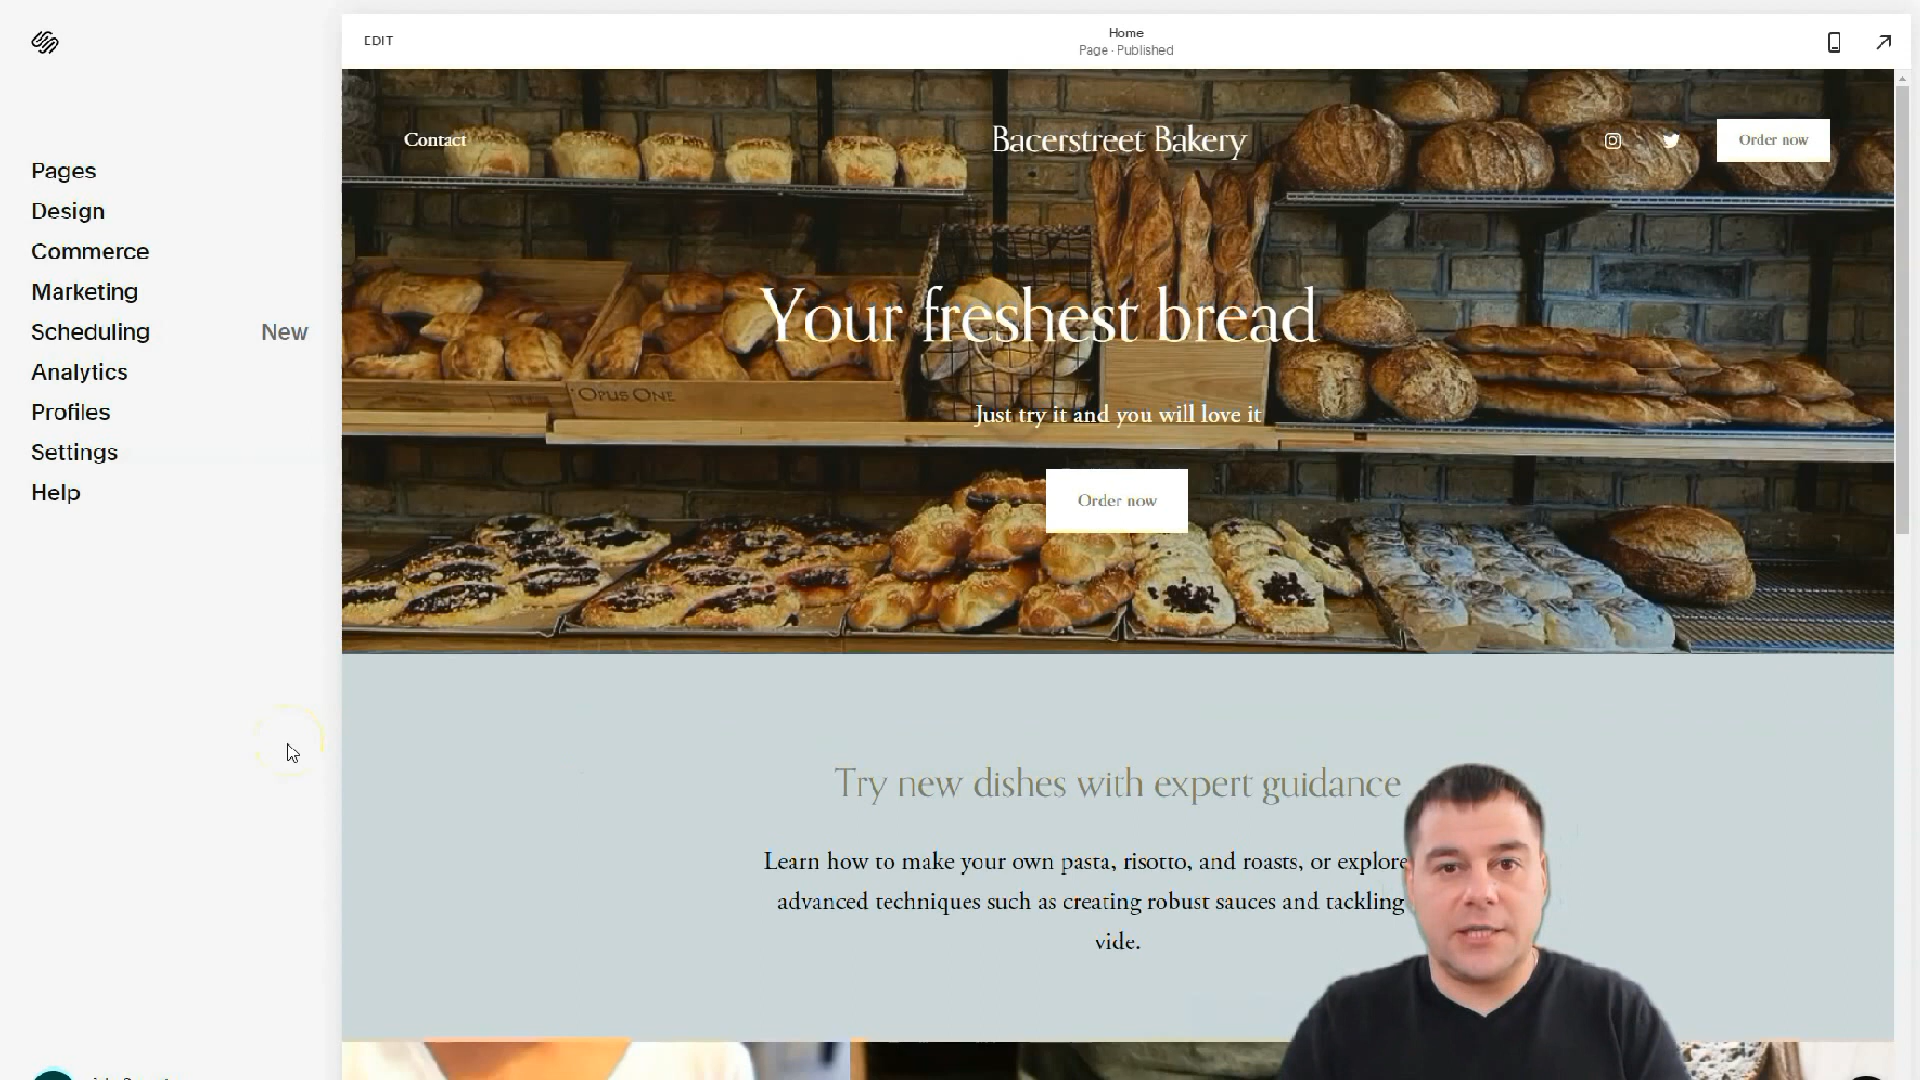 EDIT
Home
Page · Published
Pages
Design
Commerce
Marketing
Scheduling New
Analytics
Profiles
Settings
Help
Contact
Bacerstreet Bakery
Order now
Your freshest bread
OPUS ONE
Just try it and you will love it
Order now
Try new dishes with expert guidance
Learn how to make your own pasta, risotto, and roasts, or explore
advanced techniques such as creating robust sauces and tackling
vide.